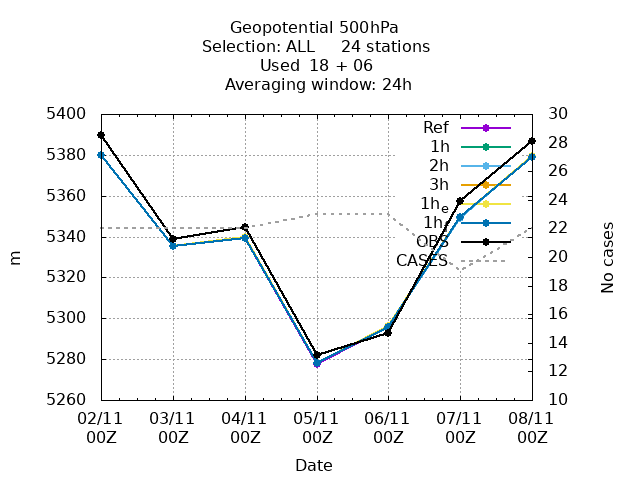 Geopotential 500hPa
Selection: ALL 24 stations
Used 18 + 06
Averaging window: 24h
5400
5380
5360
5340
5320
5300
5280
5260
m
30
28
26
24
22
20
18
16
14
12
10
No cases
Ref
1h
2h
3h
1he
1h
OBS
CASES
02/11 03/11 04/11 05/11 06/11 07/11 08/11
00Z 00Z 00Z 00Z 00Z 00Z 00Z
Date